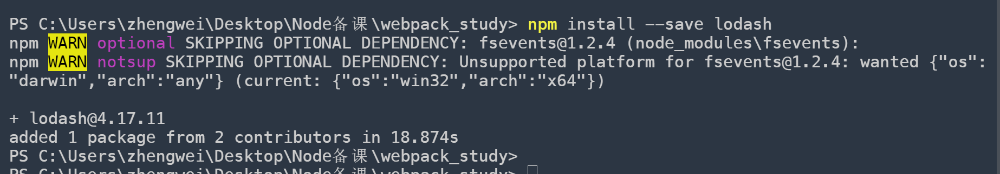 PS C:\Users\zhengwei\Desktop\Node备课\webpack_study> npm install --save lodash
npm WARN optional SKIPPING OPTIONAL DEPENDENCY: fsevents@1.2.4 (node_modules\fsevents):
npm WARN notsup SKIPPING OPTIONAL DEPENDENCY: Unsupported platform for fsevents@1.2.4: wanted {"os":
"darwin","arch":"any"} (current: {"os":"win32","arch":"x64"})
+ lodash@4.17.11
added 1 package from 2 contributors in 18.874s
PS C:\Users\zhengwei\Desktop\Node备课\webpack_study>
PS C:\Users\zhengwei\Desktop\Node备课\webpack_study>